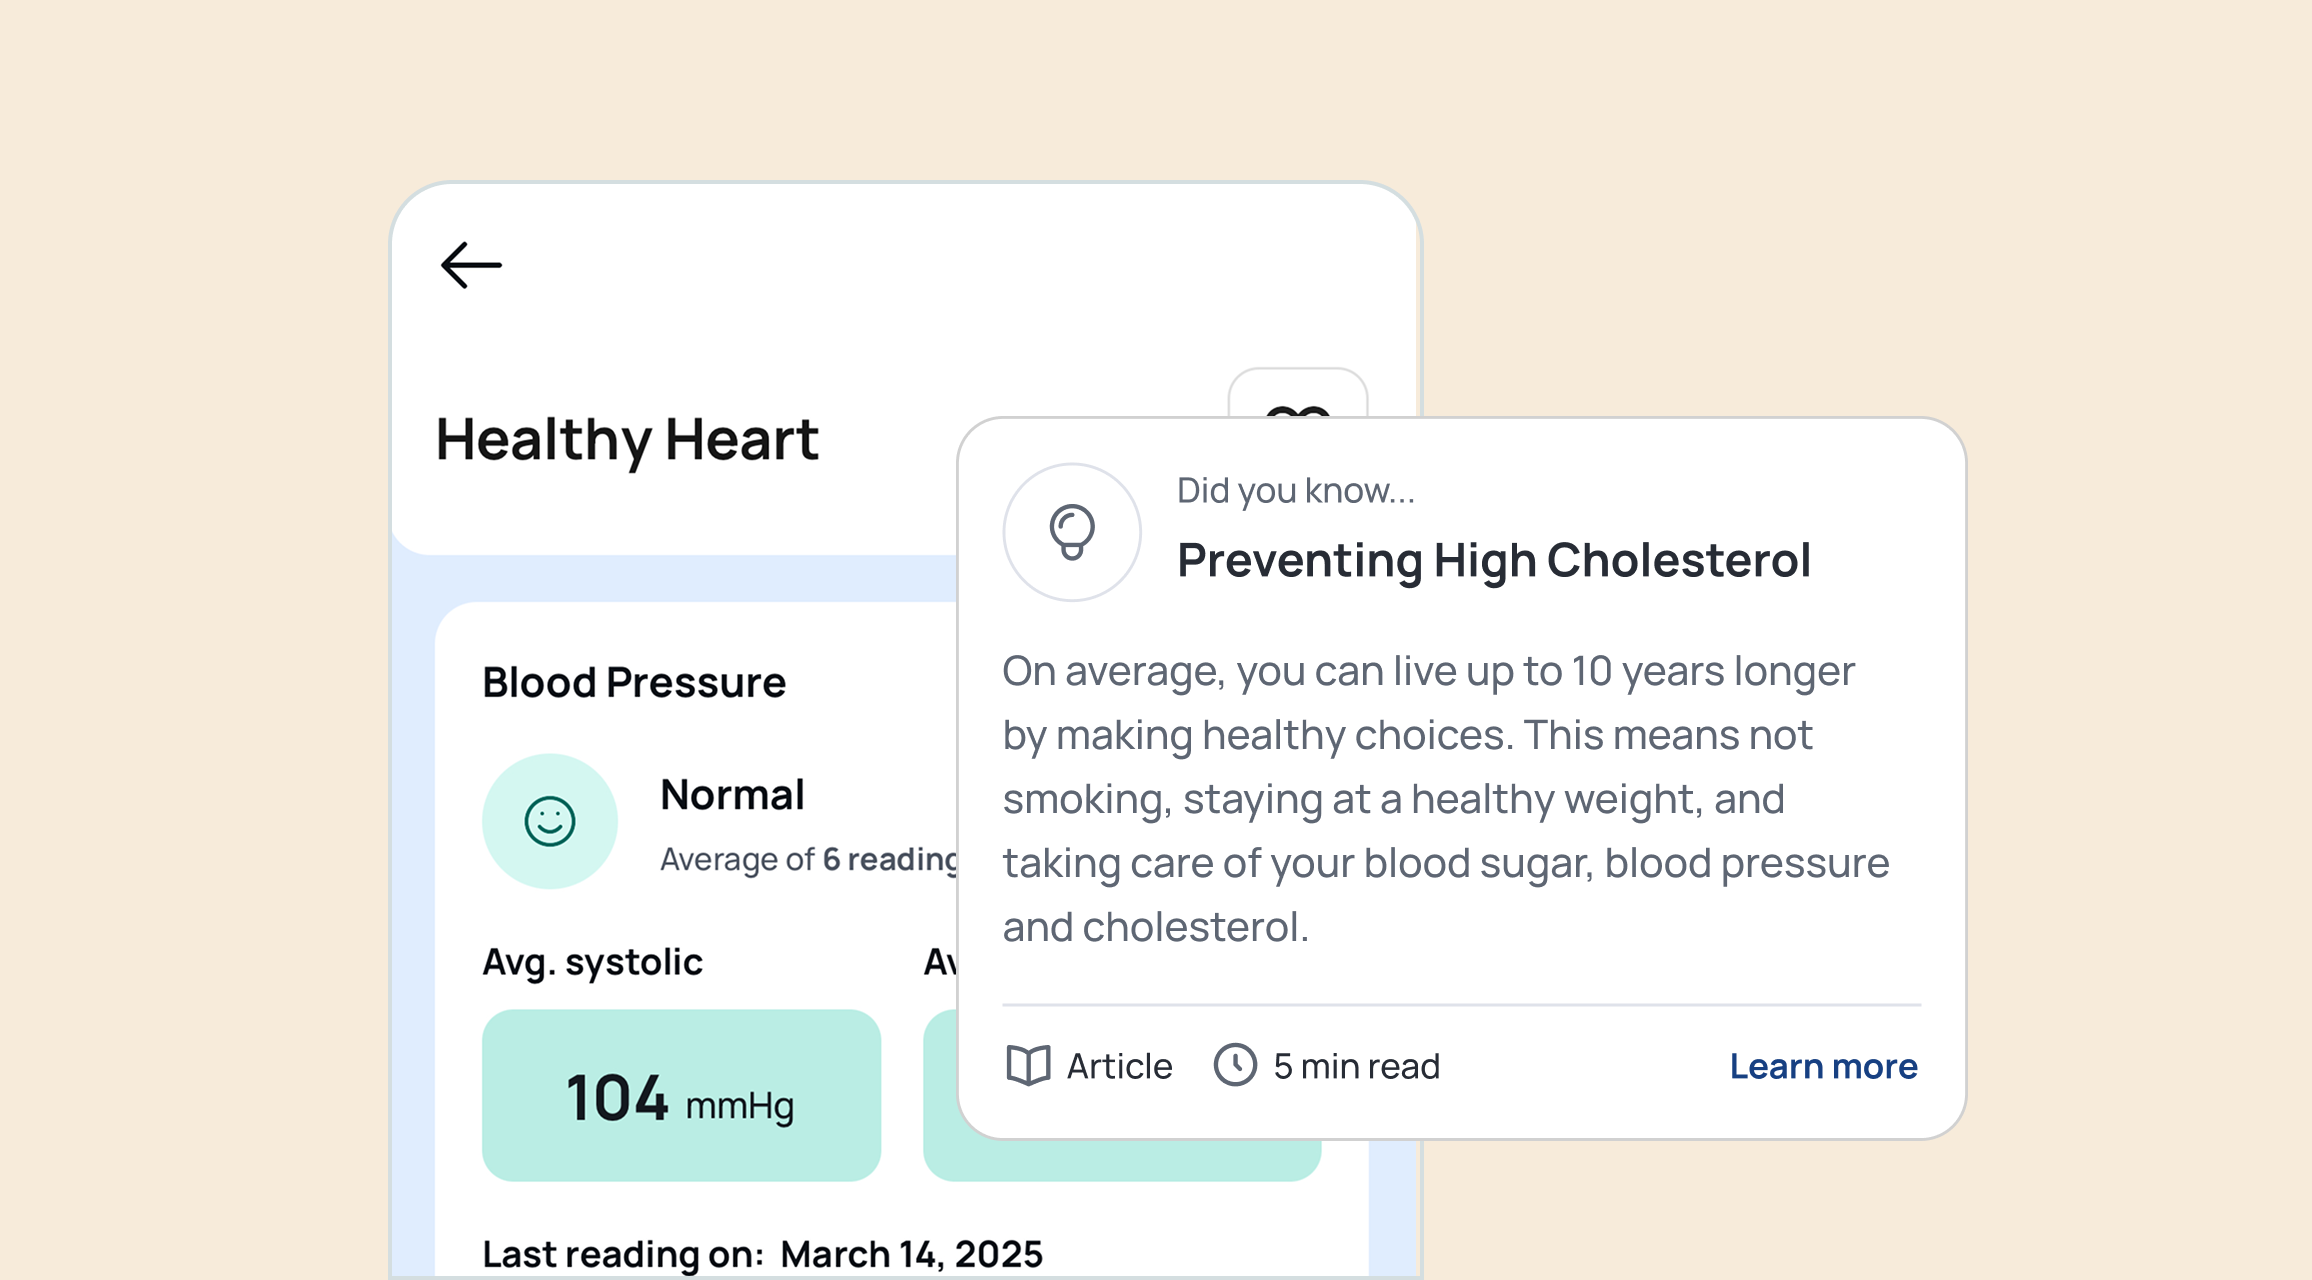 Healthy Heart
Blood Pressure
Normal
Average of 6 reading
Avg. systolic
104 mmHg
Last reading on: March 14, 2025
Did you know...
Preventing High Cholesterol
On average, you can live up to 10 years longer
by making healthy choices. This means not
smoking, staying at a healthy weight, and
taking care of your blood sugar, blood pressure
and cholesterol.
Article
5 min read
Learn more